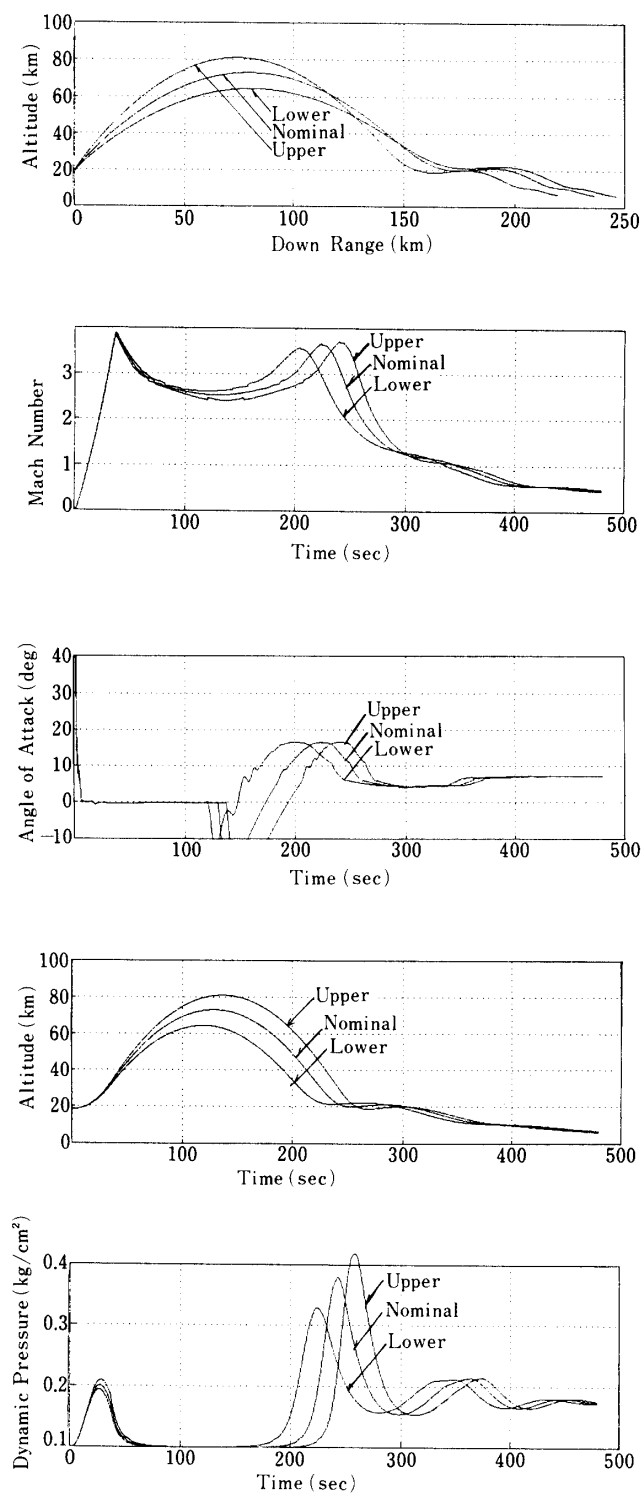 100
80
60
40
20
0
Altitude (km)
Lower
Nominal
Upper
0 50 100 150 200 250
Down Range (km)
3
2
1
0
Mach Number
Upper
Nominal
Lower
100 200 300 400 500
Time (sec)
40
30
20
10
0
−10
Angle of Attack (deg)
Upper
Nominal
Lower
100 200 300 400 500
Time (sec)
100
80
60
40
20
0
Altitude (km)
Upper
Nominal
Lower
100 200 300 400 500
Time (sec)
0.4
0.3
0.2
0.1
Dynamic Pressure (kg/cm²)
Upper
Nominal
Lower
0 100 200 300 400 500
Time (sec)